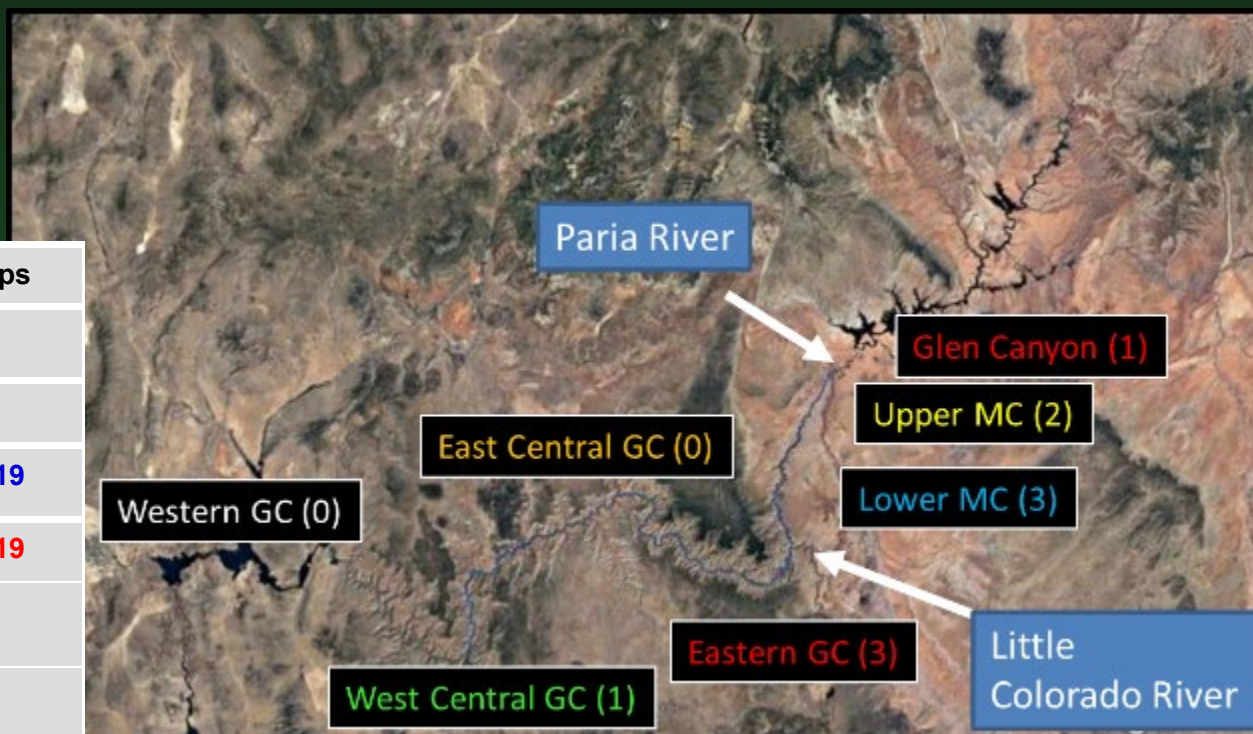 Paria River
Glen Canyon (1)
Upper MC (2)
East Central GC (0)
Lower MC (3)
Western GC (0)
Eastern GC (3)
Little
Colorado River
West Central GC (1)
ps
19
19